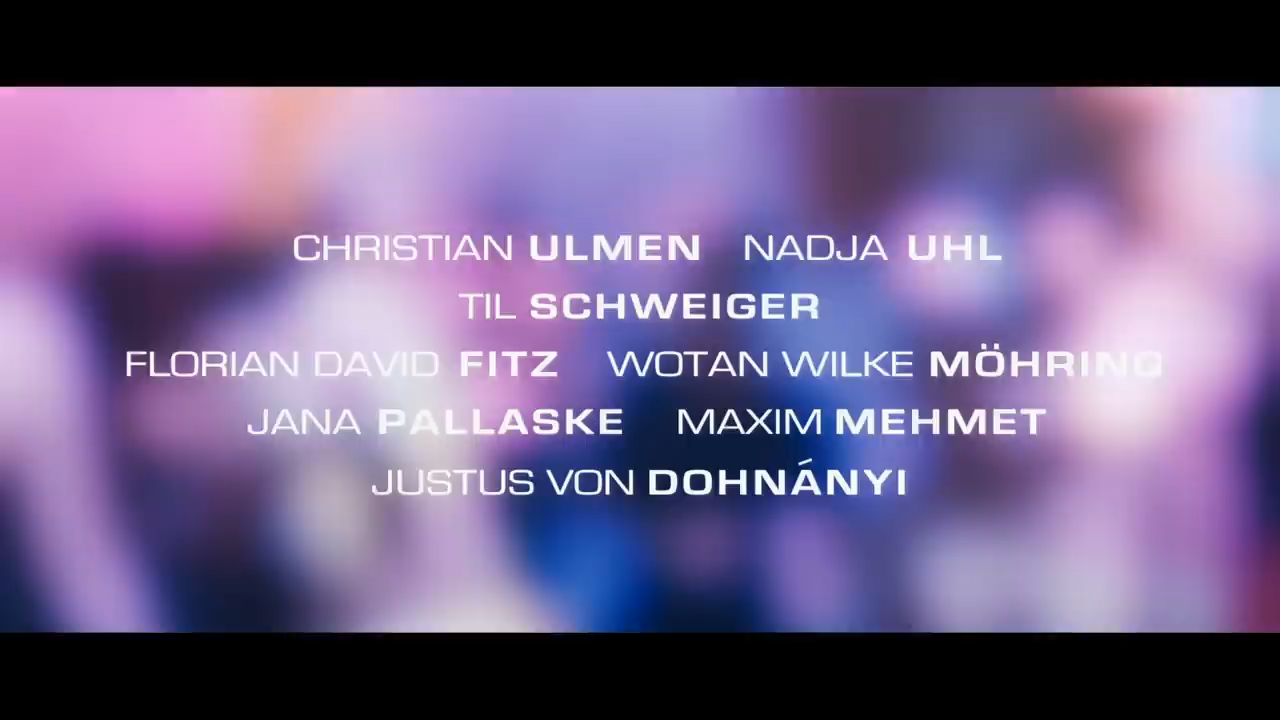 CHRISTIAN ULMEN NADJA UHL
TIL SCHWEIGER
FLORIAN DAVID FITZ WOTAN WILKE MÖHRING
JANA PALLASKE MAXIM MEHMET
JUSTUS VON DOHNÁNYI